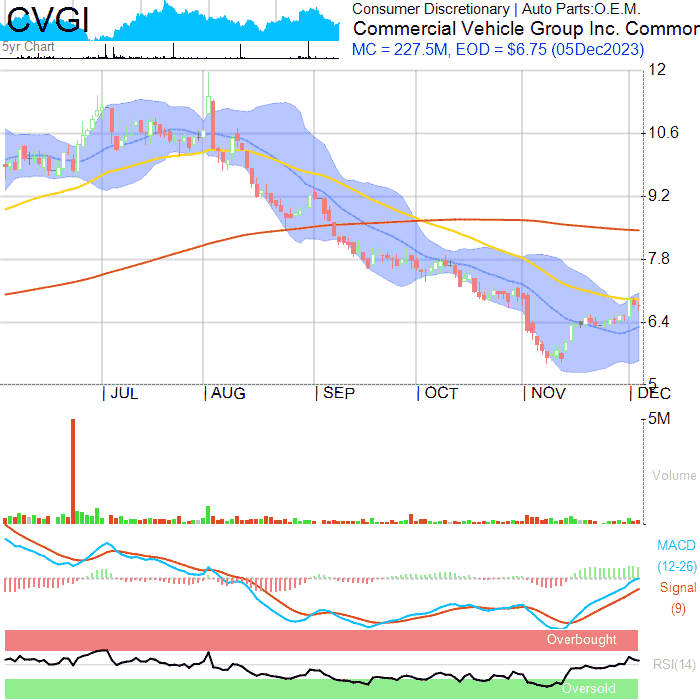 CVGI
5yr Chart
Consumer Discretionary | Auto Parts:O.E.M.
Commercial Vehicle Group Inc. Common
MC = 227.5M, EOD = $6.75 (05Dec2023)
12
10.6
9.2
7.8
6.4
5
JUL AUG SEP OCT NOV DEC
5M
Volume
MACD
(12-26)
Signal
(9)
Overbought
RSI(14)
Oversold